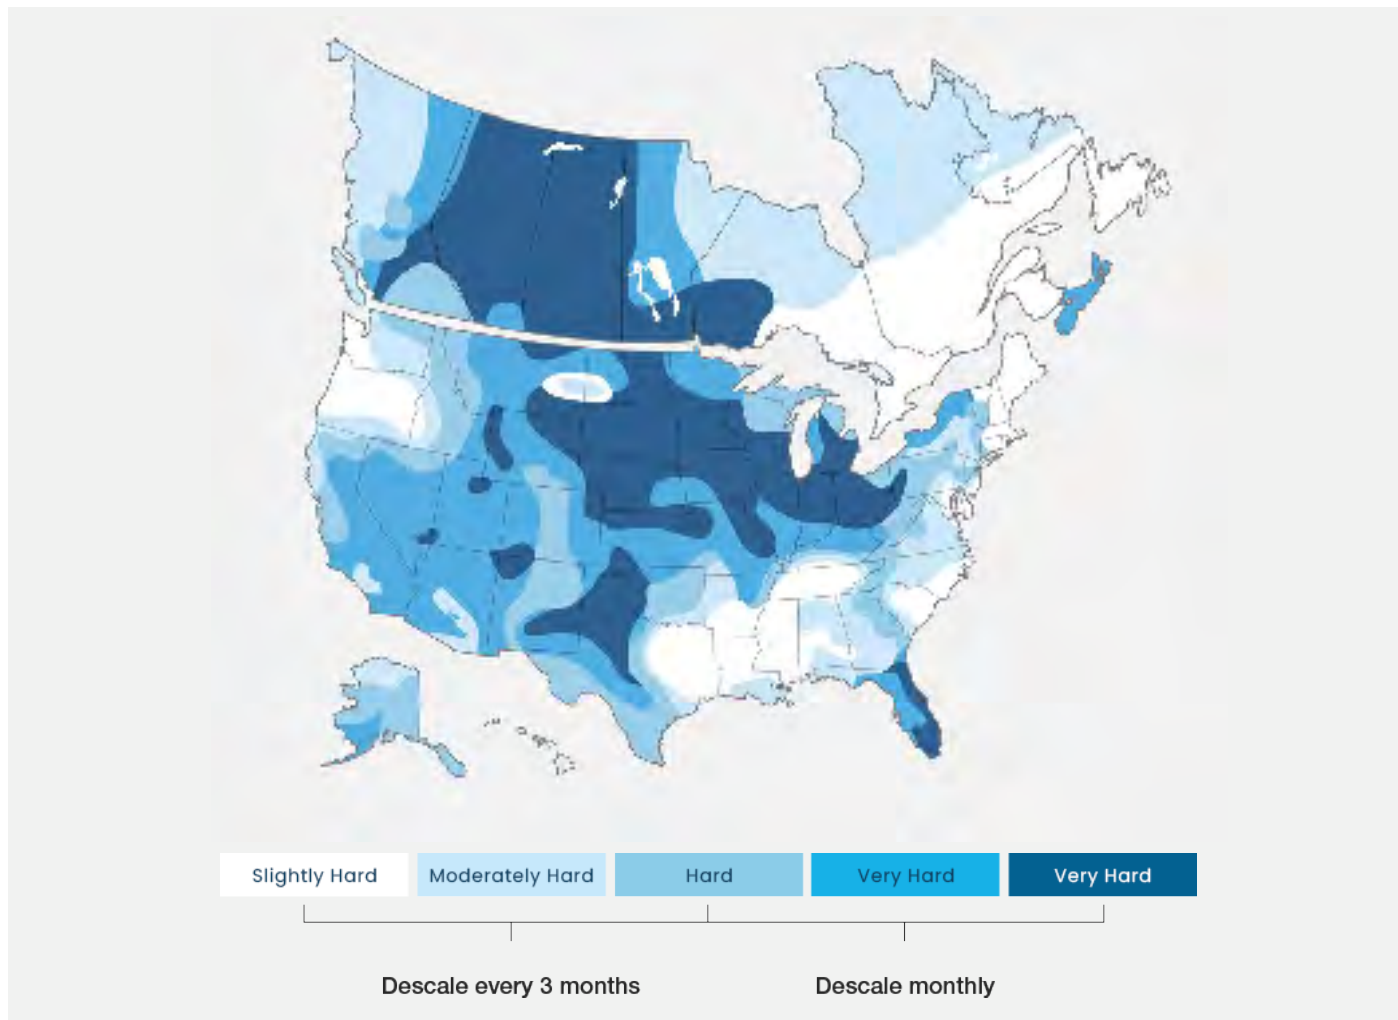 Slightly Hard
Moderately Hard
Hard
Very Hard
Very Hard
Descale every 3 months
Descale monthly